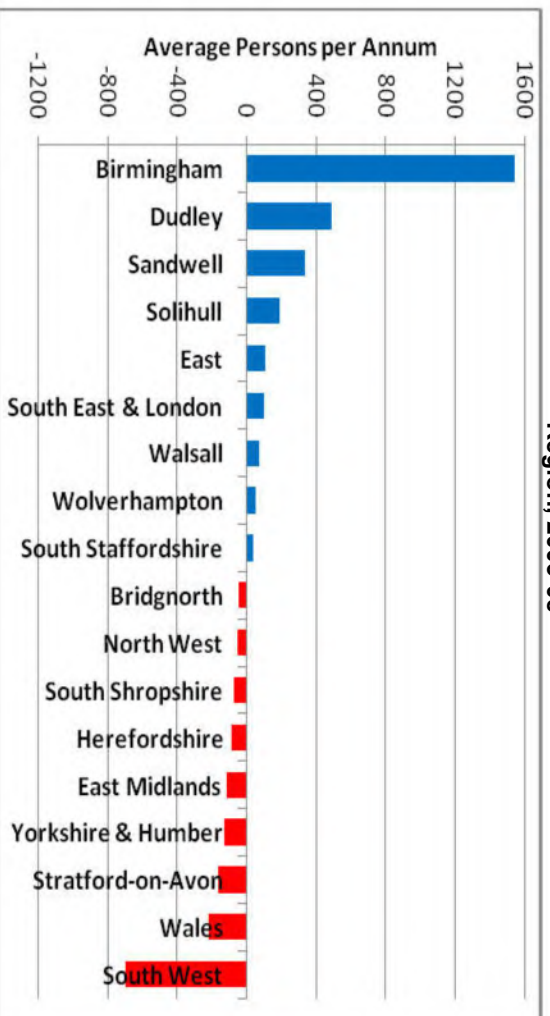 Average Persons per Annum
-1200
-800
-400
0
400
800
1200
1600
Birmingham
Dudley
Sandwell
Solihull
East
South East & London
Walsall
Wolverhampton
South Staffordshire
Bridgnorth
North West
South Shropshire
Herefordshire
East Midlands
Yorkshire & Humber
Stratford-on-Avon
Wales
South West